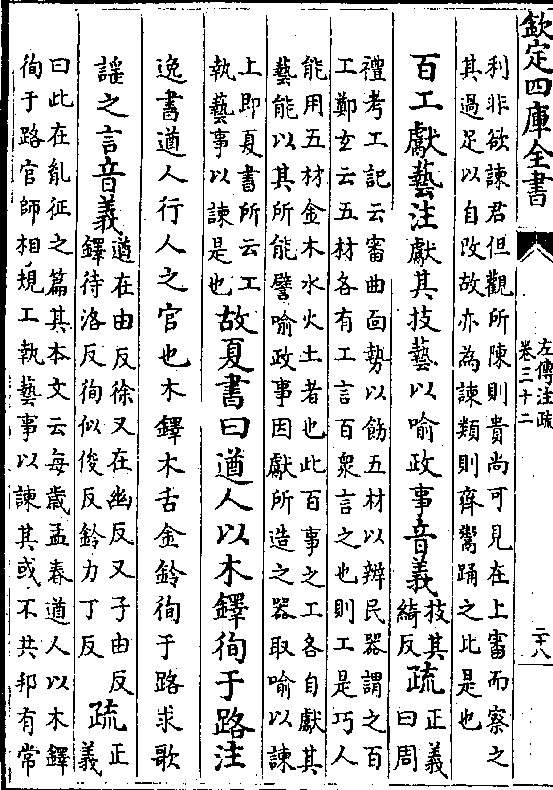 欽定四庫全書
左傳注疏
卷三十二
二十八
利非欲諫君但觀所陳則貴尚可見在上審而察之
其過足以自改故亦為諫類則齊鬻踊之比是也
百工獻藝注獻其技藝以喻政事音義技其綺反疏正義曰周
禮考工記云審曲面勢以飭五材以辨民器謂之百
工鄭玄云五材各有工言百衆言之也則工是巧人
能用五材金木水火土者也此百事之工各自獻其
藝能以其所能譬喻政事因獻所造之器取喻以諫
上即夏書所云工
執藝事以諫是也故夏書曰遒人以木鐸徇于路注
逸書遒人行人之官也木鐸木舌金鈴徇于路求歌
謠之言音義遒在由反徐又在幽反又子由反
鐸待洛反徇似俊反鈴力丁反疏正義
曰此在胤征之篇其本文云每歲孟春遒人以木鐸
徇于路官師相規工執藝事以諫其或不共邦有常